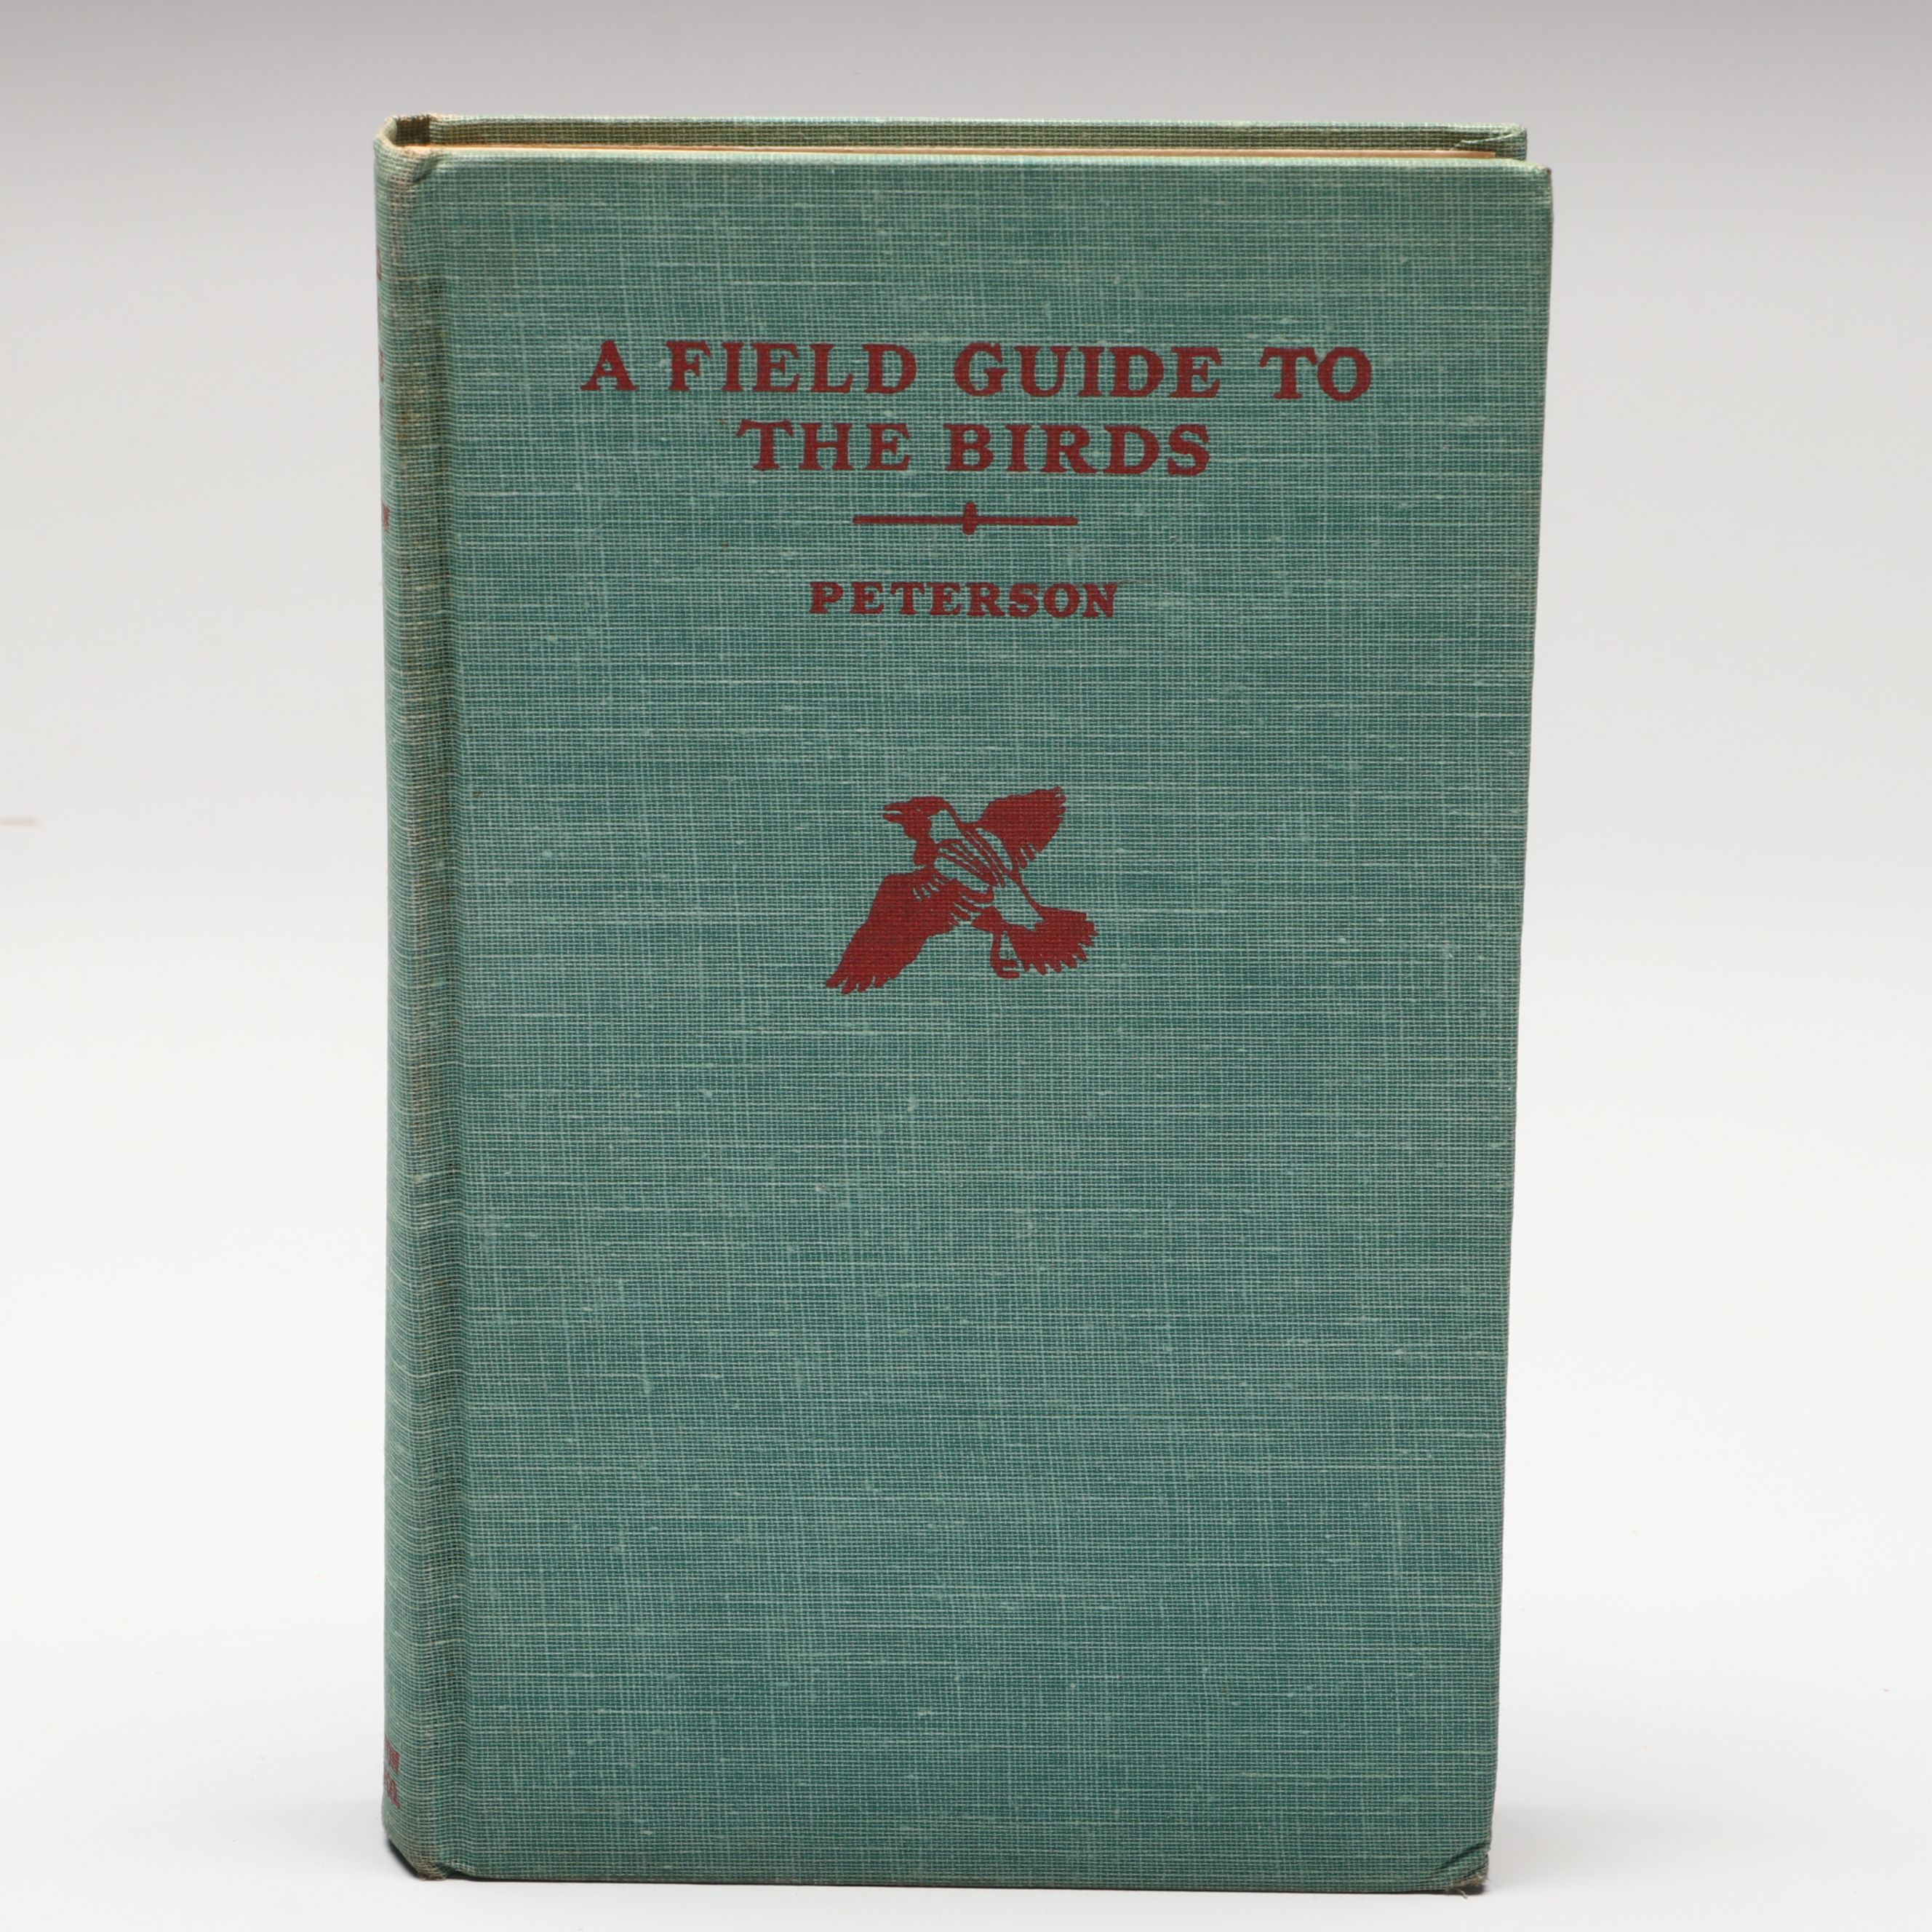 A FIELD GUIDE TO
THE BIRDS
PETERSON